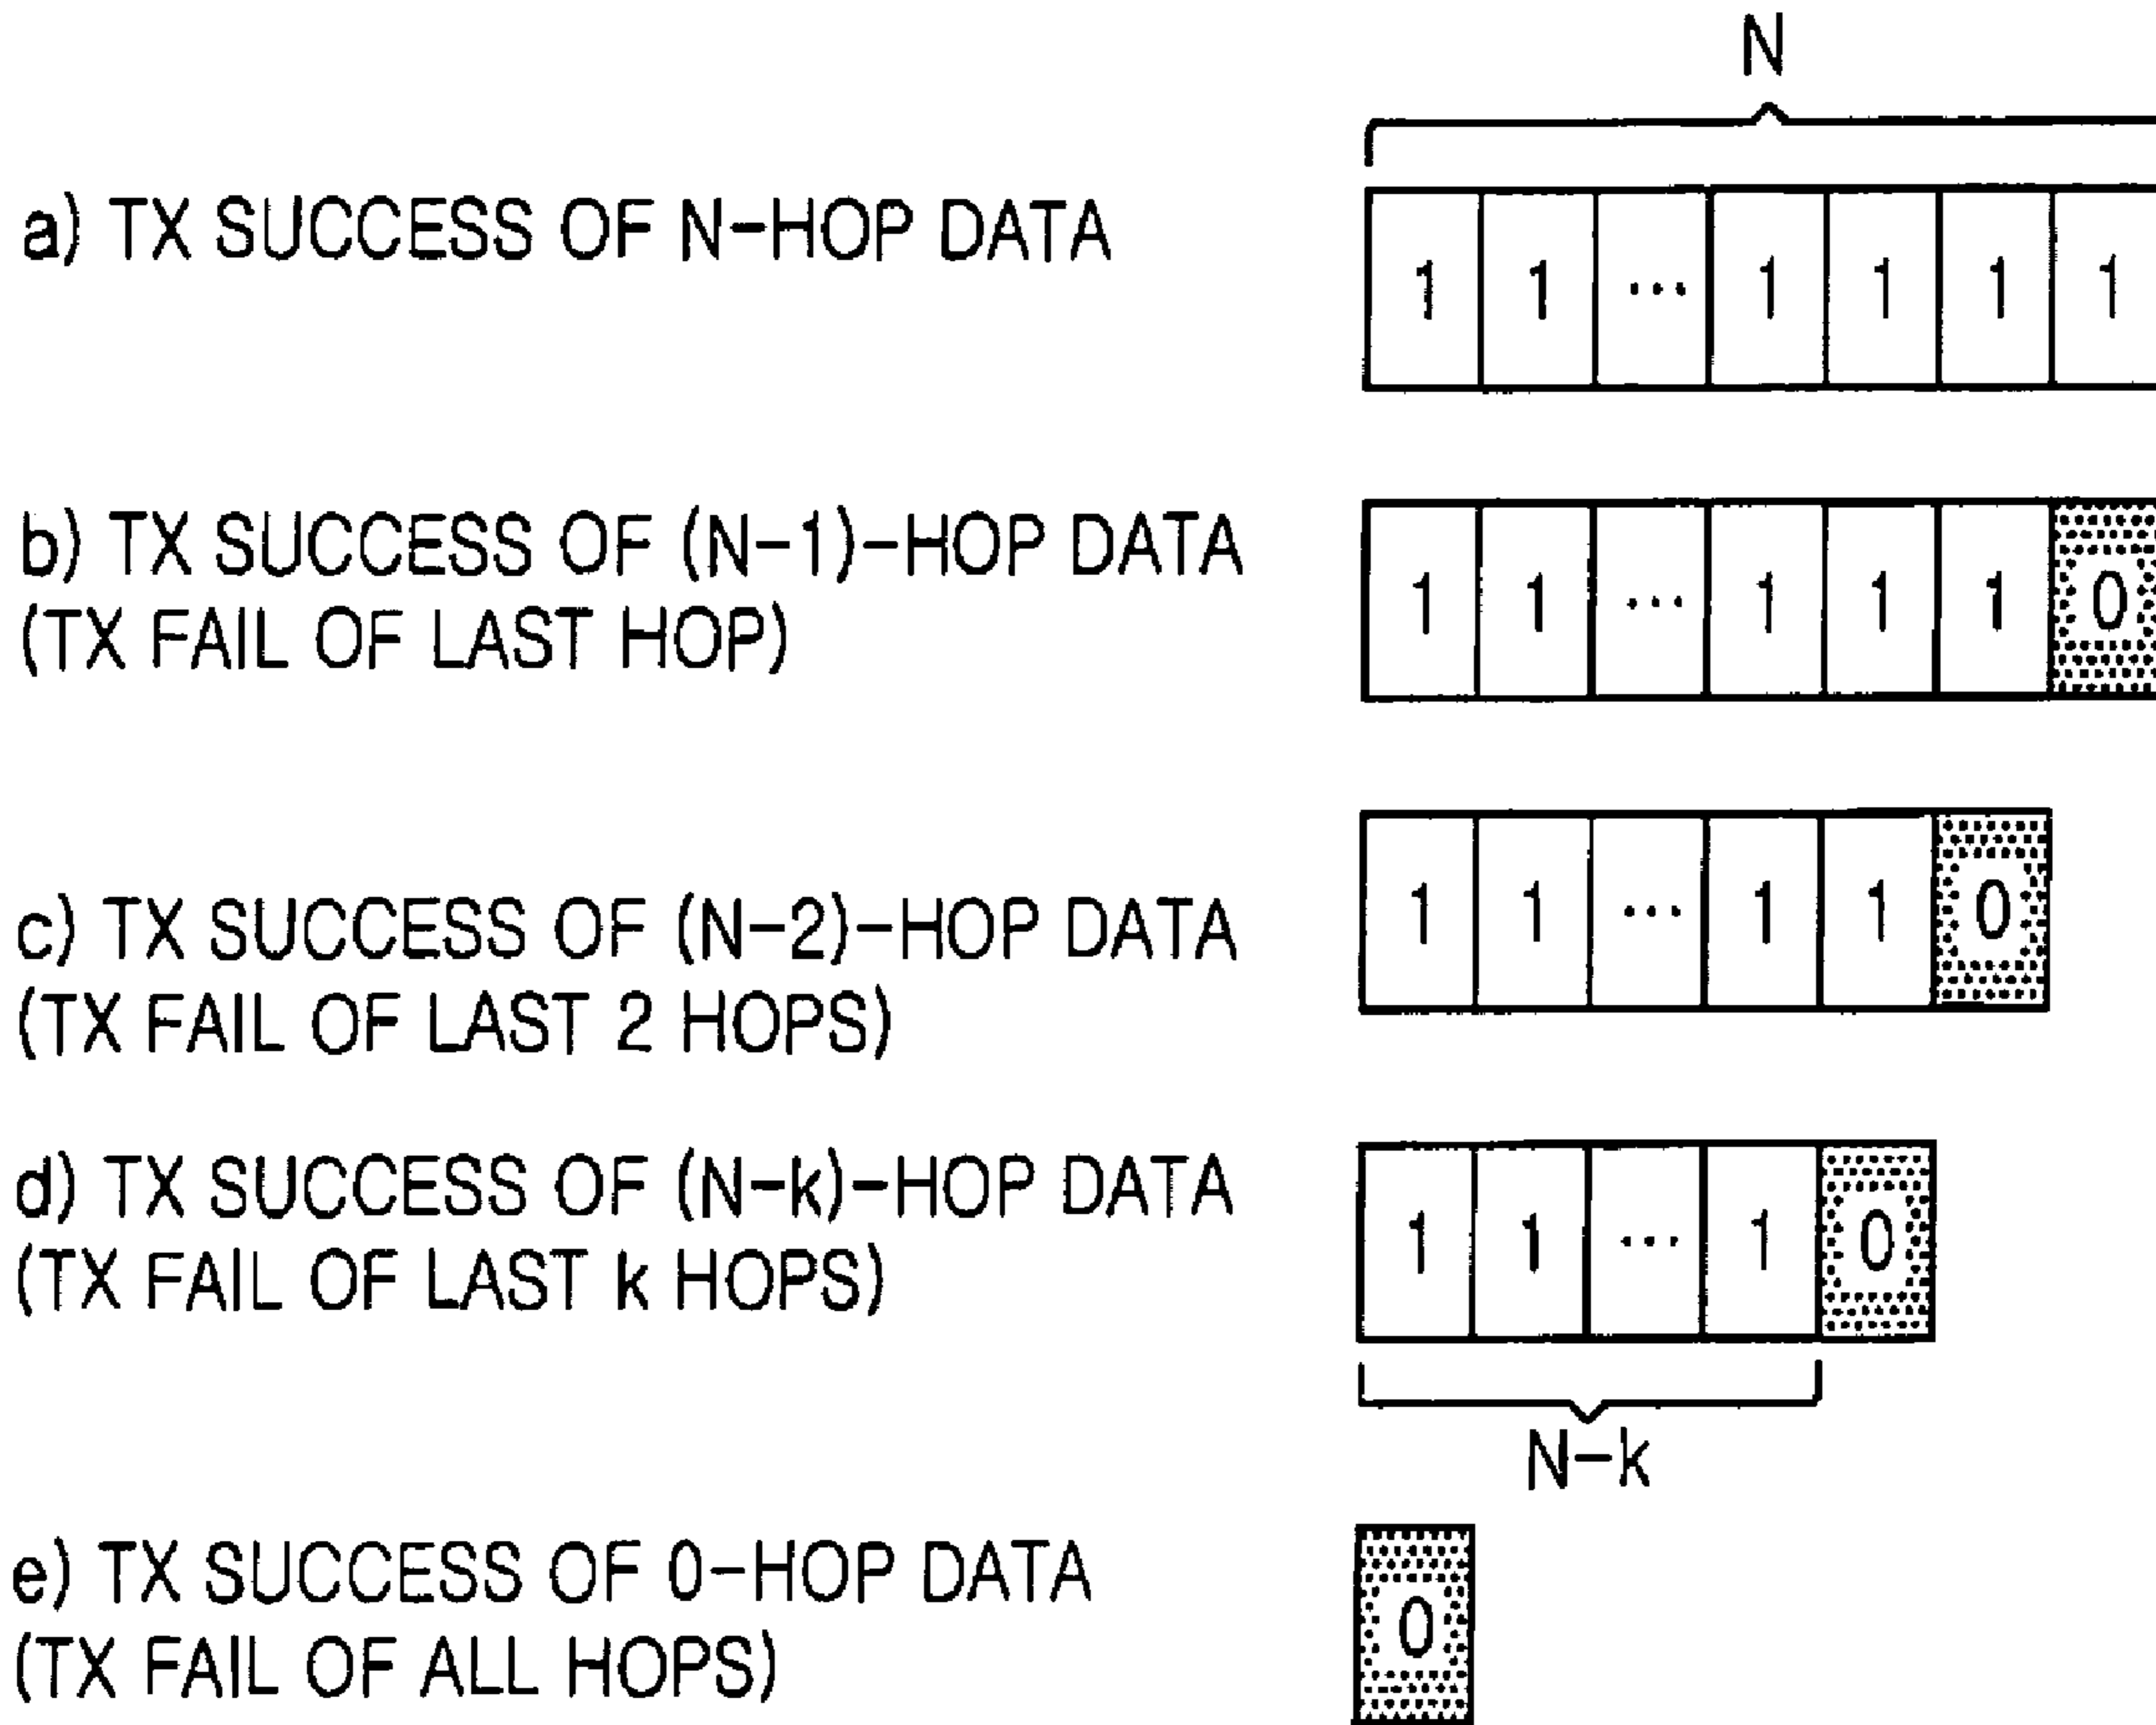 N
a) TX SUCCESS OF N-HOP DATA
1 1 ... 1 1 1 1
b) TX SUCCESS OF (N-1)-HOP DATA
(TX FAIL OF LAST HOP)
1 1 ... 1 1 1 0
c) TX SUCCESS OF (N-2)-HOP DATA
(TX FAIL OF LAST 2 HOPS)
1 1 ... 1 1 0
d) TX SUCCESS OF (N-k)-HOP DATA
(TX FAIL OF LAST k HOPS)
1 1 ... 1 0
N-k
e) TX SUCCESS OF 0-HOP DATA
(TX FAIL OF ALL HOPS)
0